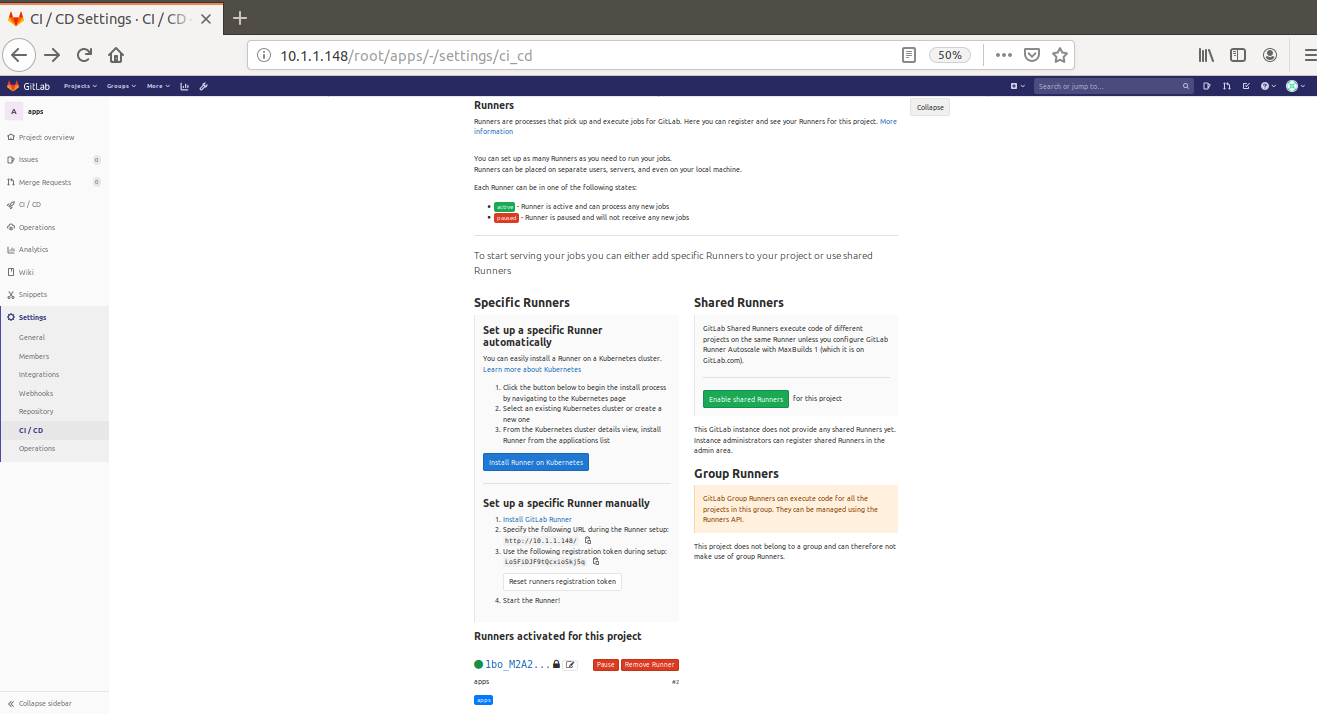 CI / CD Settings · CI / CD
10.1.1.148/root/apps/-/settings/ci_cd
50%
GitLab
Projects
Groups
More
Search or jump to...
A
apps
Project overview
Issues
0
Merge Requests
0
CI / CD
Operations
Analytics
Wiki
Snippets
Settings
General
Members
Integrations
Webhooks
Repository
CI / CD
Operations
Collapse sidebar
Runners
Collapse
Runners are processes that pick up and execute jobs for GitLab. Here you can register and see your Runners for this project. More
information
You can set up as many Runners as you need to run your jobs.
Runners can be placed on separate users, servers, and even on your local machine.
Each Runner can be in one of the following states:
• active - Runner is active and can process any new jobs
• paused - Runner is paused and will not receive any new jobs
To start serving your jobs you can either add specific Runners to your project or use shared
Runners
Specific Runners
Set up a specific Runner
automatically
You can easily install a Runner on a Kubernetes cluster.
Learn more about Kubernetes
1. Click the button below to begin the install process
by navigating to the Kubernetes page
2. Select an existing Kubernetes cluster or create a
new one
3. From the Kubernetes cluster details view, install
Runner from the applications list
Install Runner on Kubernetes
Set up a specific Runner manually
1. Install GitLab Runner
2. Specify the following URL during the Runner setup:
http://10.1.1.148/
3. Use the following registration token during setup:
Lo5FiDJF9tQcxioSkjSq
Reset runners registration token
4. Start the Runner!
Runners activated for this project
1bo_M2A2...
Pause
Remove Runner
apps
#2
apps
Shared Runners
GitLab Shared Runners execute code of different
projects on the same Runner unless you configure GitLab
Runner Autoscale with MaxBuilds 1 (which it is on
GitLab.com).
Enable shared Runners for this project
This GitLab instance does not provide any shared Runners yet.
Instance administrators can register shared Runners in the
admin area.
Group Runners
GitLab Group Runners can execute code for all the
projects in this group. They can be managed using the
Runners API.
This project does not belong to a group and can therefore not
make use of group Runners.